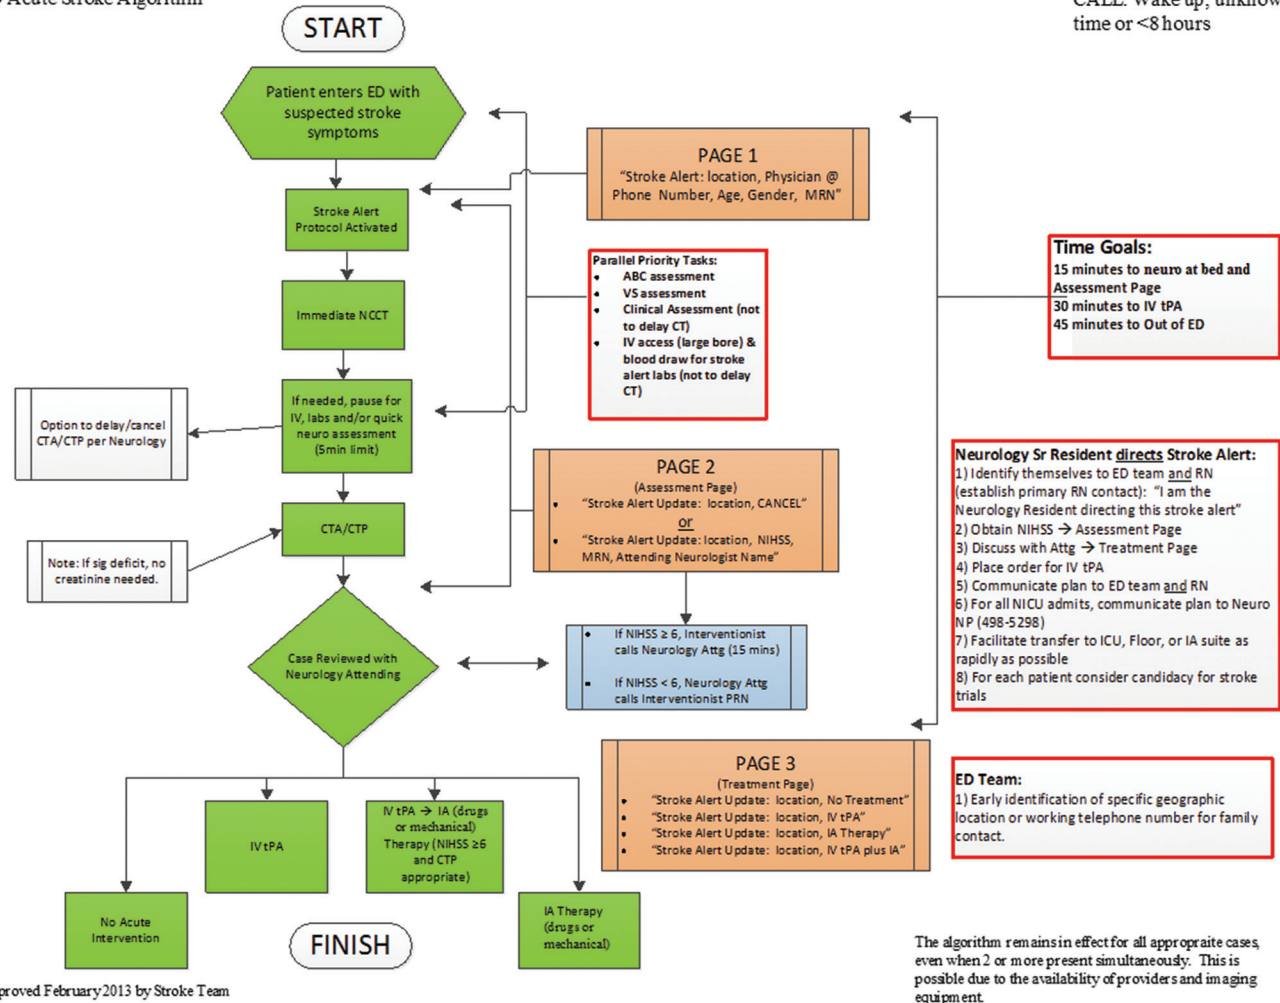 Acute Stroke Algorithm
CALL: Wake up, unknow
time or <8 hours
START
Patient enters ED with
suspected stroke
symptoms
PAGE 1
“Stroke Alert: location, Physician @
Phone Number, Age, Gender, MRN”
Stroke Alert
Protocol Activated
Time Goals:
15 minutes to neuro at bed and
Assessment Page
30 minutes to IV tPA
45 minutes to Out of ED
Parallel Priority Tasks:
• ABC assessment
• VS assessment
• Clinical Assessment (not
to delay CT)
• IV access (large bore) &
blood draw for stroke
alert labs (not to delay
CT)
Immediate NCCT
If needed, pause for
IV, labs and/or quick
neuro assessment
(5min limit)
Option to delay/cancel
CTA/CTP per Neurology
PAGE 2
(Assessment Page)
• “Stroke Alert Update: location, CANCEL”
or
• “Stroke Alert Update: location, NIHSS,
MRN, Attending Neurologist Name”
Neurology Sr Resident directs Stroke Alert:
1) Identify themselves to ED team and RN
(establish primary RN contact): “I am the
Neurology Resident directing this stroke alert”
2) Obtain NIHSS → Assessment Page
3) Discuss with Attg → Treatment Page
4) Place order for IV tPA
5) Communicate plan to ED team and RN
6) For all NICU admits, communicate plan to Neuro
NP (498-5298)
7) Facilitate transfer to ICU, Floor, or IA suite as
rapidly as possible
8) For each patient consider candidacy for stroke
trials
CTA/CTP
Note: If sig deficit, no
creatinine needed.
Case Reviewed with
Neurology Attending
• If NIHSS ≥ 6, Interventionist
calls Neurology Attg (15 mins)
• If NIHSS < 6, Neurology Attg
calls Interventionist PRN
PAGE 3
(Treatment Page)
• “Stroke Alert Update: location, No Treatment”
• “Stroke Alert Update: location, IV tPA”
• “Stroke Alert Update: location, IA Therapy”
• “Stroke Alert Update: location, IV tPA plus IA”
ED Team:
1) Early identification of specific geographic
location or working telephone number for family
contact.
IV tPA
IV tPA → IA (drugs
or mechanical)
Therapy (NIHSS ≥6
and CTP
appropriate)
No Acute
Intervention
IA Therapy
(drugs or
mechanical)
FINISH
The algorithm remains in effect for all appropraite cases,
even when 2 or more present simultaneously. This is
possible due to the availability of providers and imaging
equipment.
proved February 2013 by Stroke Team